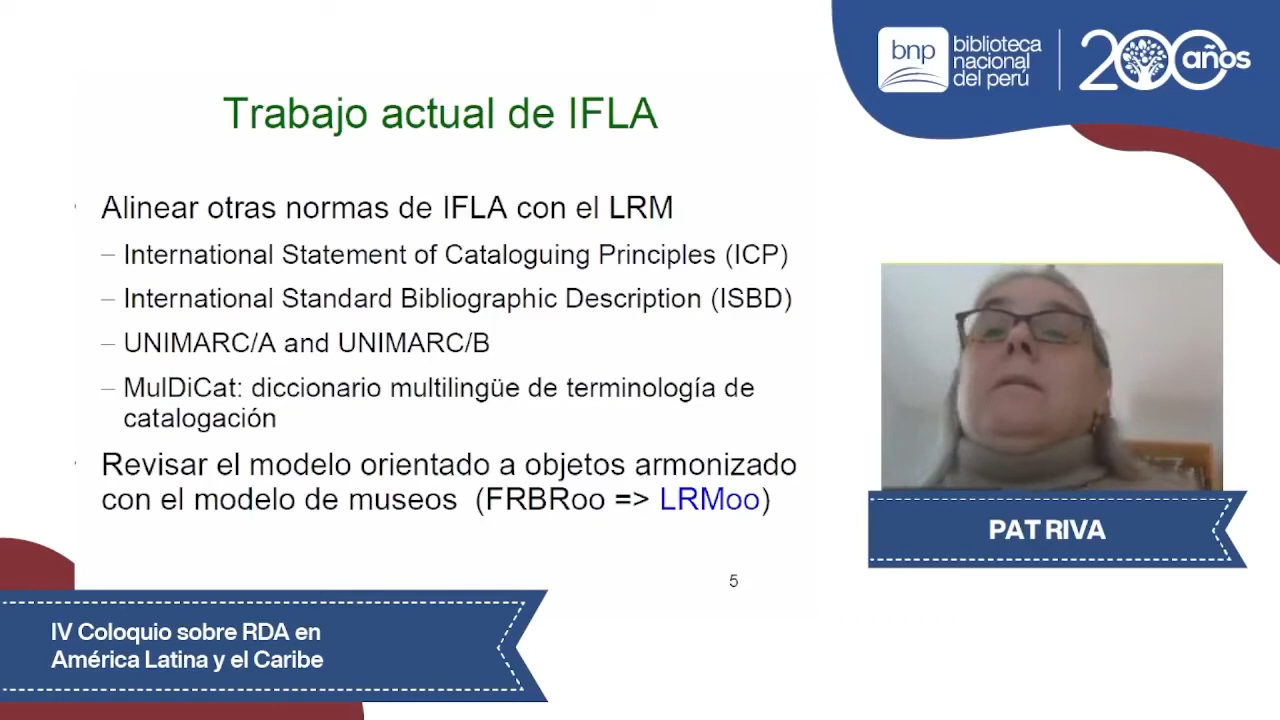 bnp
biblioteca
nacional
del perú
200 años
Trabajo actual de IFLA
Alinear otras normas de IFLA con el LRM
– International Statement of Cataloguing Principles (ICP)
– International Standard Bibliographic Description (ISBD)
– UNIMARC/A and UNIMARC/B
– MulDiCat: diccionario multilingüe de terminología de
catalogación
Revisar el modelo orientado a objetos armonizado
con el modelo de museos (FRBRoo => LRMoo)
5
PAT RIVA
IV Coloquio sobre RDA en
América Latina y el Caribe